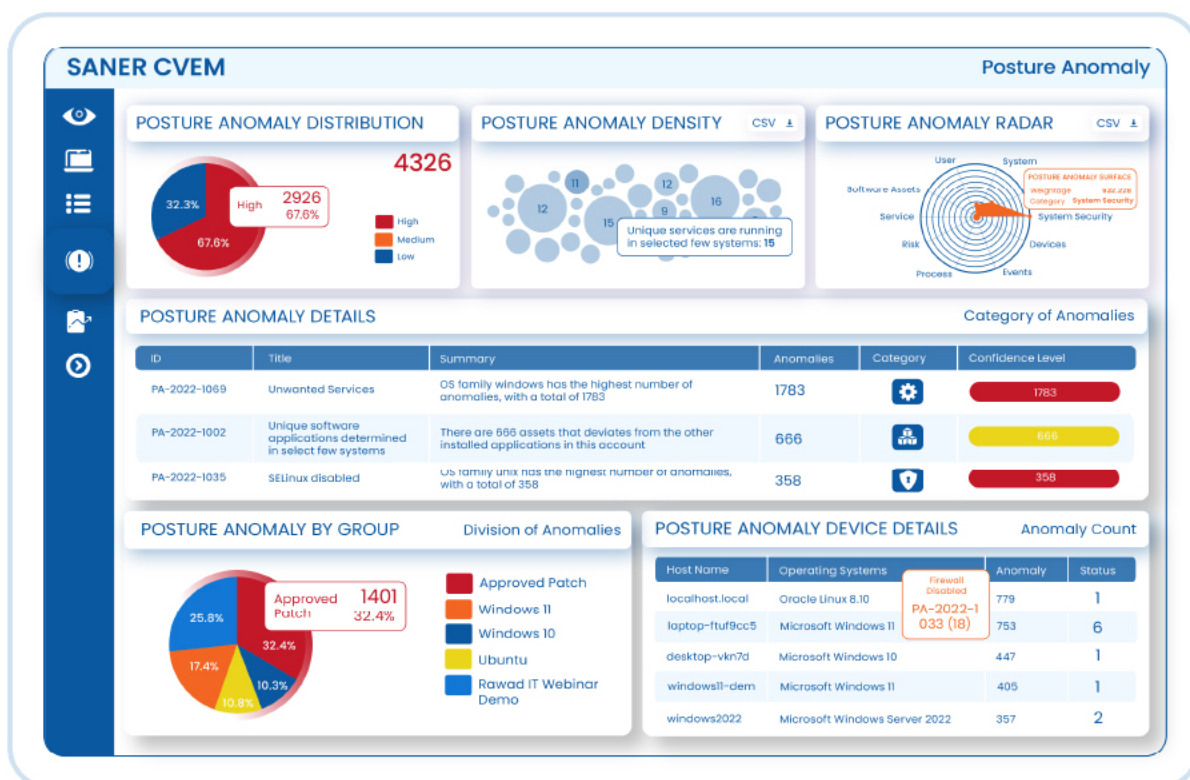 SANER CVEM
Posture Anomaly
POSTURE ANOMALY DISTRIBUTION
4326
32.3%
67.6%
High 2926
67.6%
High
Medium
Low
POSTURE ANOMALY DENSITY
CSV
11
12
12
15
9
16
Unique services are running
in selected few systems: 15
POSTURE ANOMALY RADAR
CSV
User
System
Software Assets
Service
System Security
Risk
Devices
Process
Events
POSTURE ANOMALY SURFACE
Weightage 932.226
Category System Security
POSTURE ANOMALY DETAILS
Category of Anomalies
ID Title Summary Anomalies Category Confidence Level
PA-2022-1069 Unwanted Services OS family windows has the highest number of
anomalies, with a total of 1783
1783 1783
PA-2022-1002 Unique software
applications determined
in select few systems
There are 666 assets that deviates from the other
installed applications in this account
666 666
PA-2022-1035 SELinux disabled OS family unix has the highest number of anomalies,
with a total of 358
358 358
POSTURE ANOMALY BY GROUP
Division of Anomalies
25.8%
32.4%
17.4%
10.8%
10.3%
Approved 1401
Patch 32.4%
Approved Patch
Windows 11
Windows 10
Ubuntu
Rawad IT Webinar
Demo
POSTURE ANOMALY DEVICE DETAILS
Anomaly Count
Host Name Operating Systems Anomaly Status
localhost.local Oracle Linux 8.10 779 1
laptop-ftuf9cc5 Microsoft Windows 11 753 6
desktop-vkn7d Microsoft Windows 10 447 1
windows11-dem Microsoft Windows 11 405 1
windows2022 Microsoft Windows Server 2022 357 2
Firewall
Disabled
PA-2022-1
033 (18)